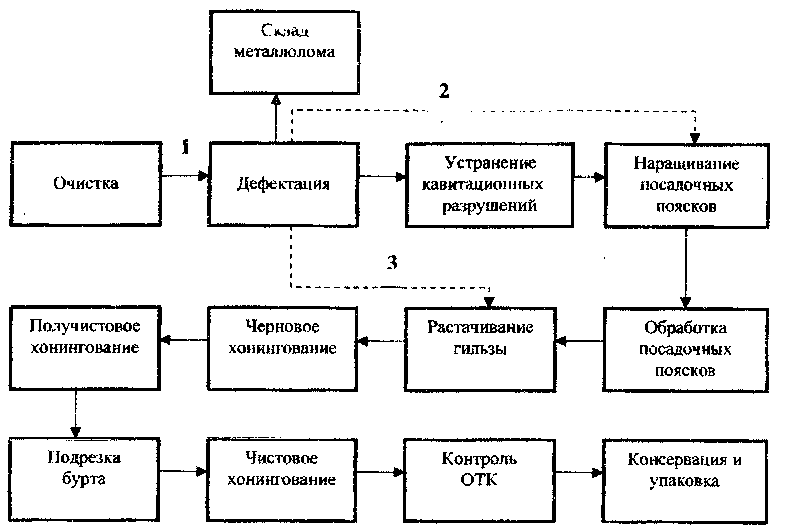 Склад
металлолома
2
1
Очистка
Дефектация
Устранение
кавитационных
разрушений
Наращивание
посадочных
поясков
3
Получистовое
хонингование
Черновое
хонингование
Растачивание
гильзы
Обработка
посадочных
поясков
Подрезка
бурта
Чистовое
хонингование
Контроль
ОТК
Консервация и
упаковка